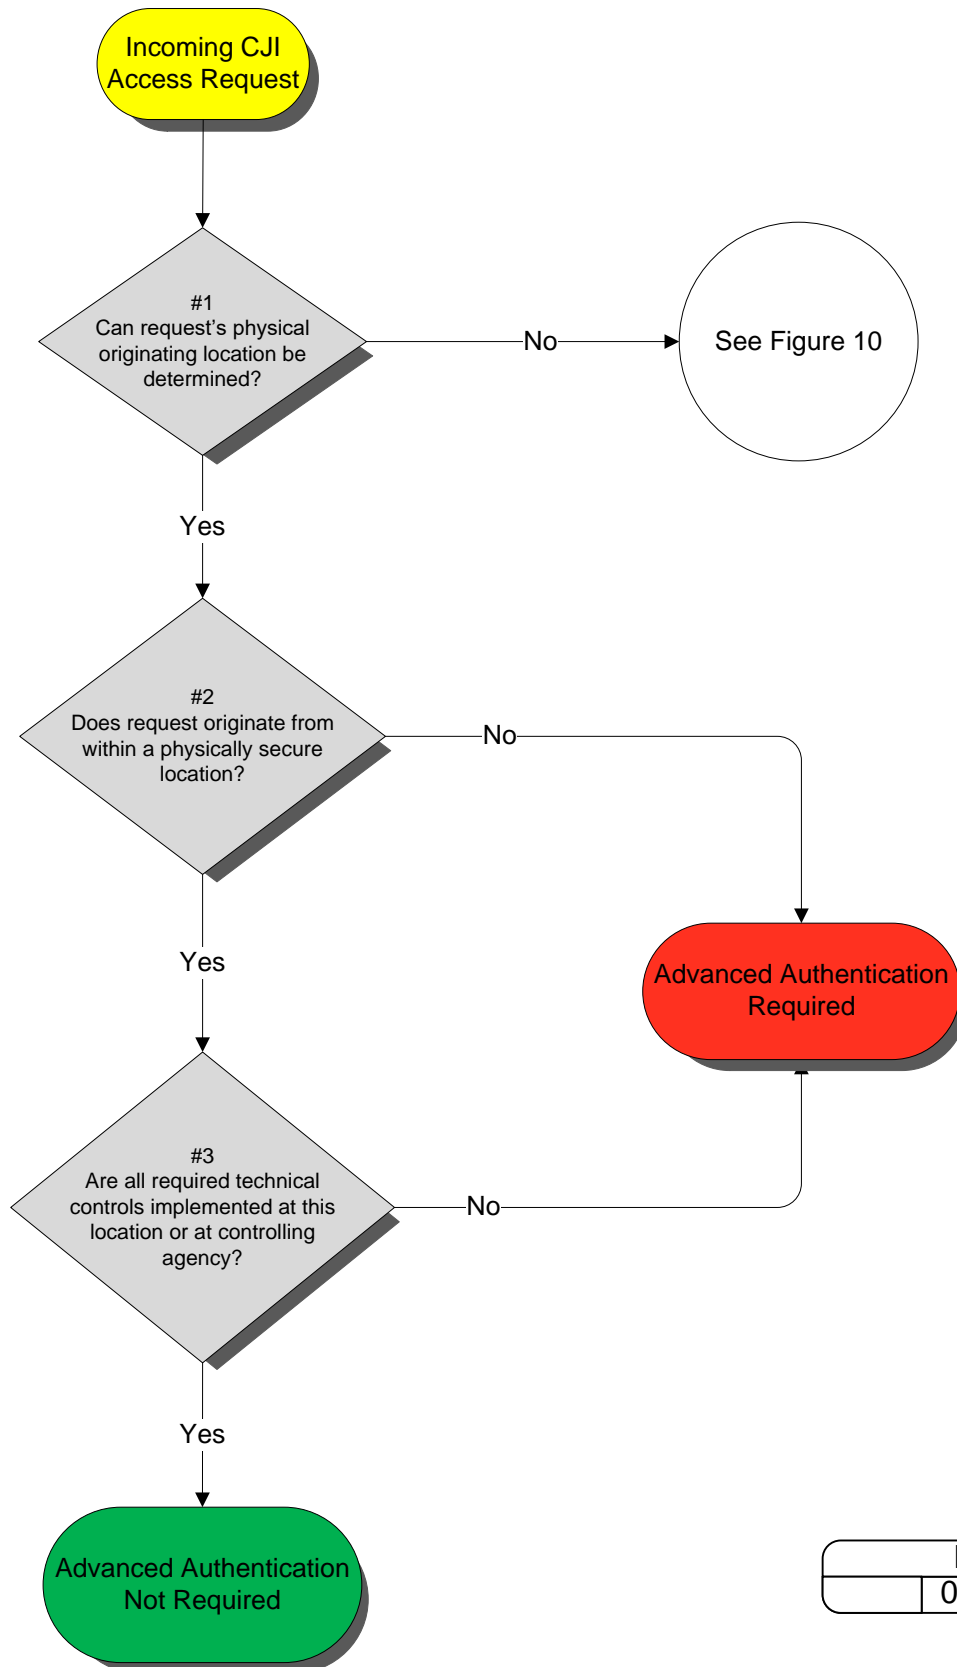 Incoming CJI
Access Request
#1
Can request's physical
originating location be
determined?
No
See Figure 10
Yes
#2
Does request originate from
within a physically secure
location?
No
Yes
Advanced Authentication
Required
#3
Are all required technical
controls implemented at this
location or at controlling
agency?
No
Yes
Advanced Authentication
Not Required
0